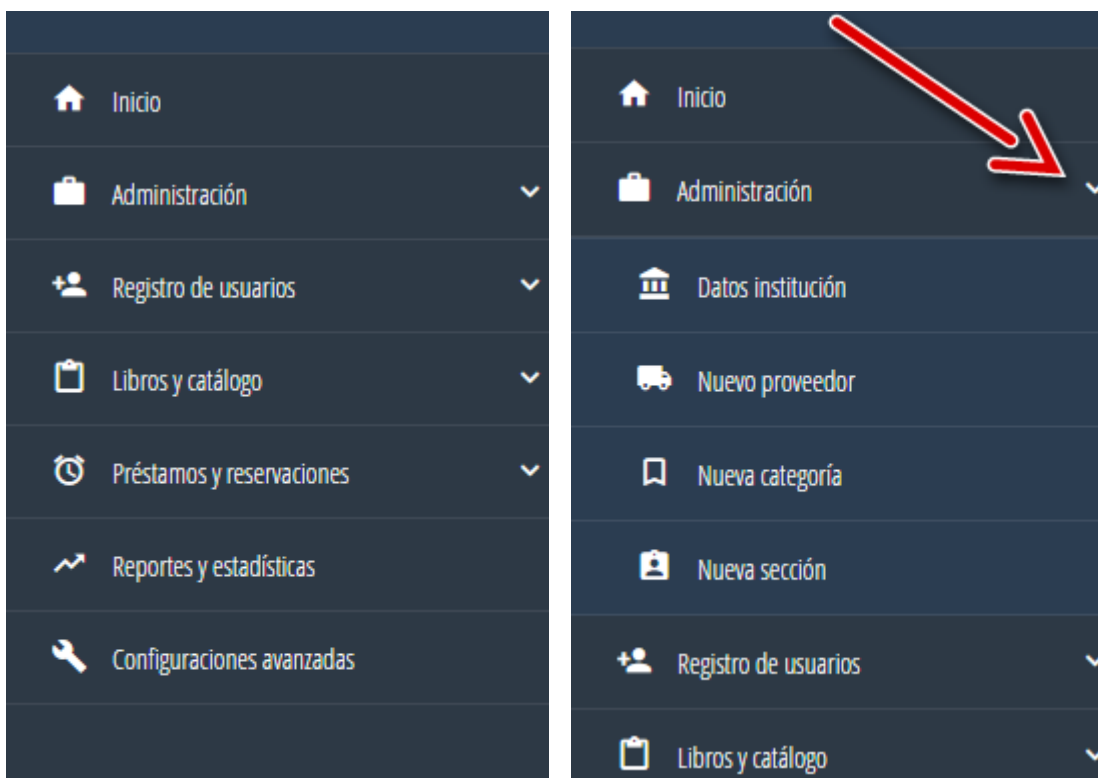 Inicio
Administración
Registro de usuarios
Libros y catálogo
Préstamos y reservaciones
Reportes y estadísticas
Configuraciones avanzadas
Inicio
Administración
Datos institución
Nuevo proveedor
Nueva categoría
Nueva sección
Registro de usuarios
Libros y catálogo